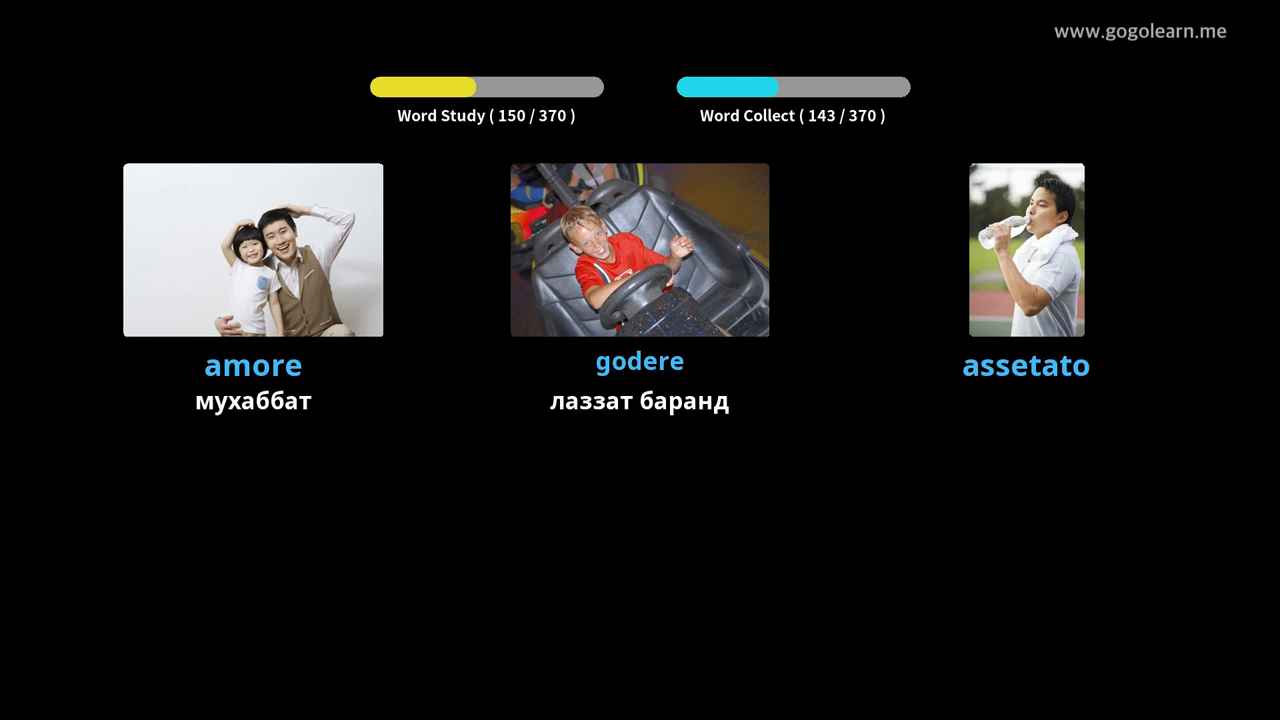 www.gogolearn.me
Word Study ( 150 / 370 )
Word Collect ( 143 / 370 )
amore
мухаббат
godere
лаззат баранд
assetato